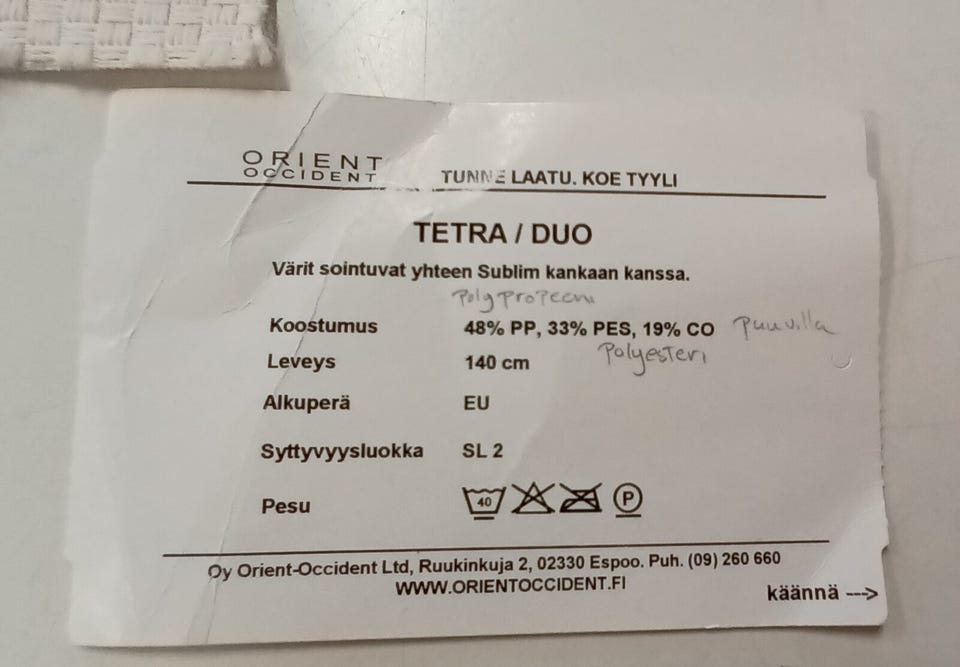 ORIENT
OCCIDENT
TUNNE LAATU. KOE TYYLI
TETRA / DUO
Värit sointuvat yhteen Sublim kankaan kanssa.
Polypropeeni
Koostumus 48% PP, 33% PES, 19% CO Puuvilla
Polyesteri
Leveys 140 cm
Alkuperä EU
Syttyvyysluokka SL 2
Pesu 40 P
Oy Orient-Occident Ltd, Ruukinkuja 2, 02330 Espoo. Puh. (09) 260 660
WWW.ORIENTOCCIDENT.FI
käännä --->